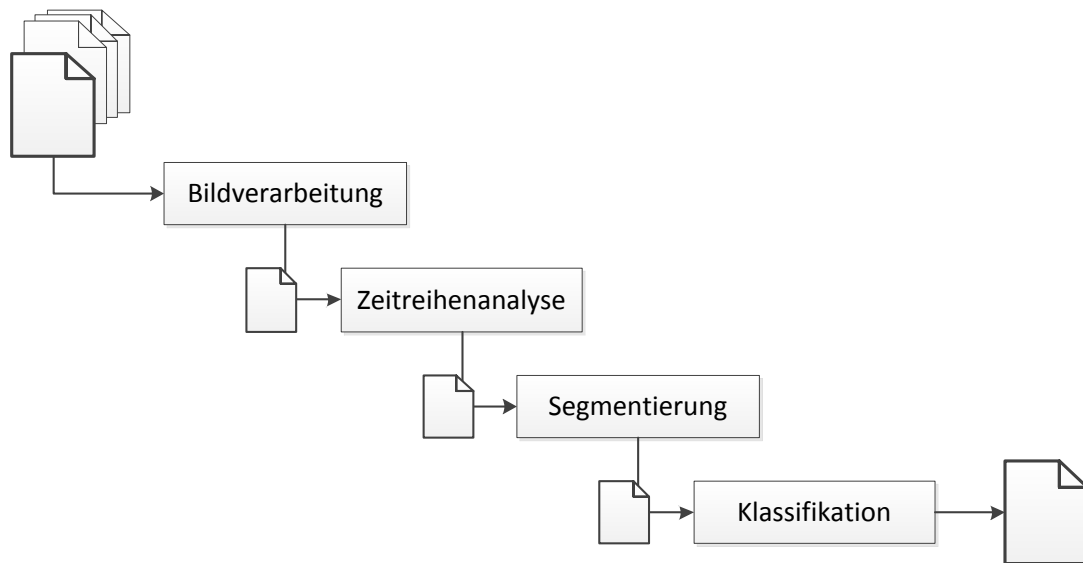 Bildverarbeitung
Zeitreihenanalyse
Segmentierung
Klassifikation